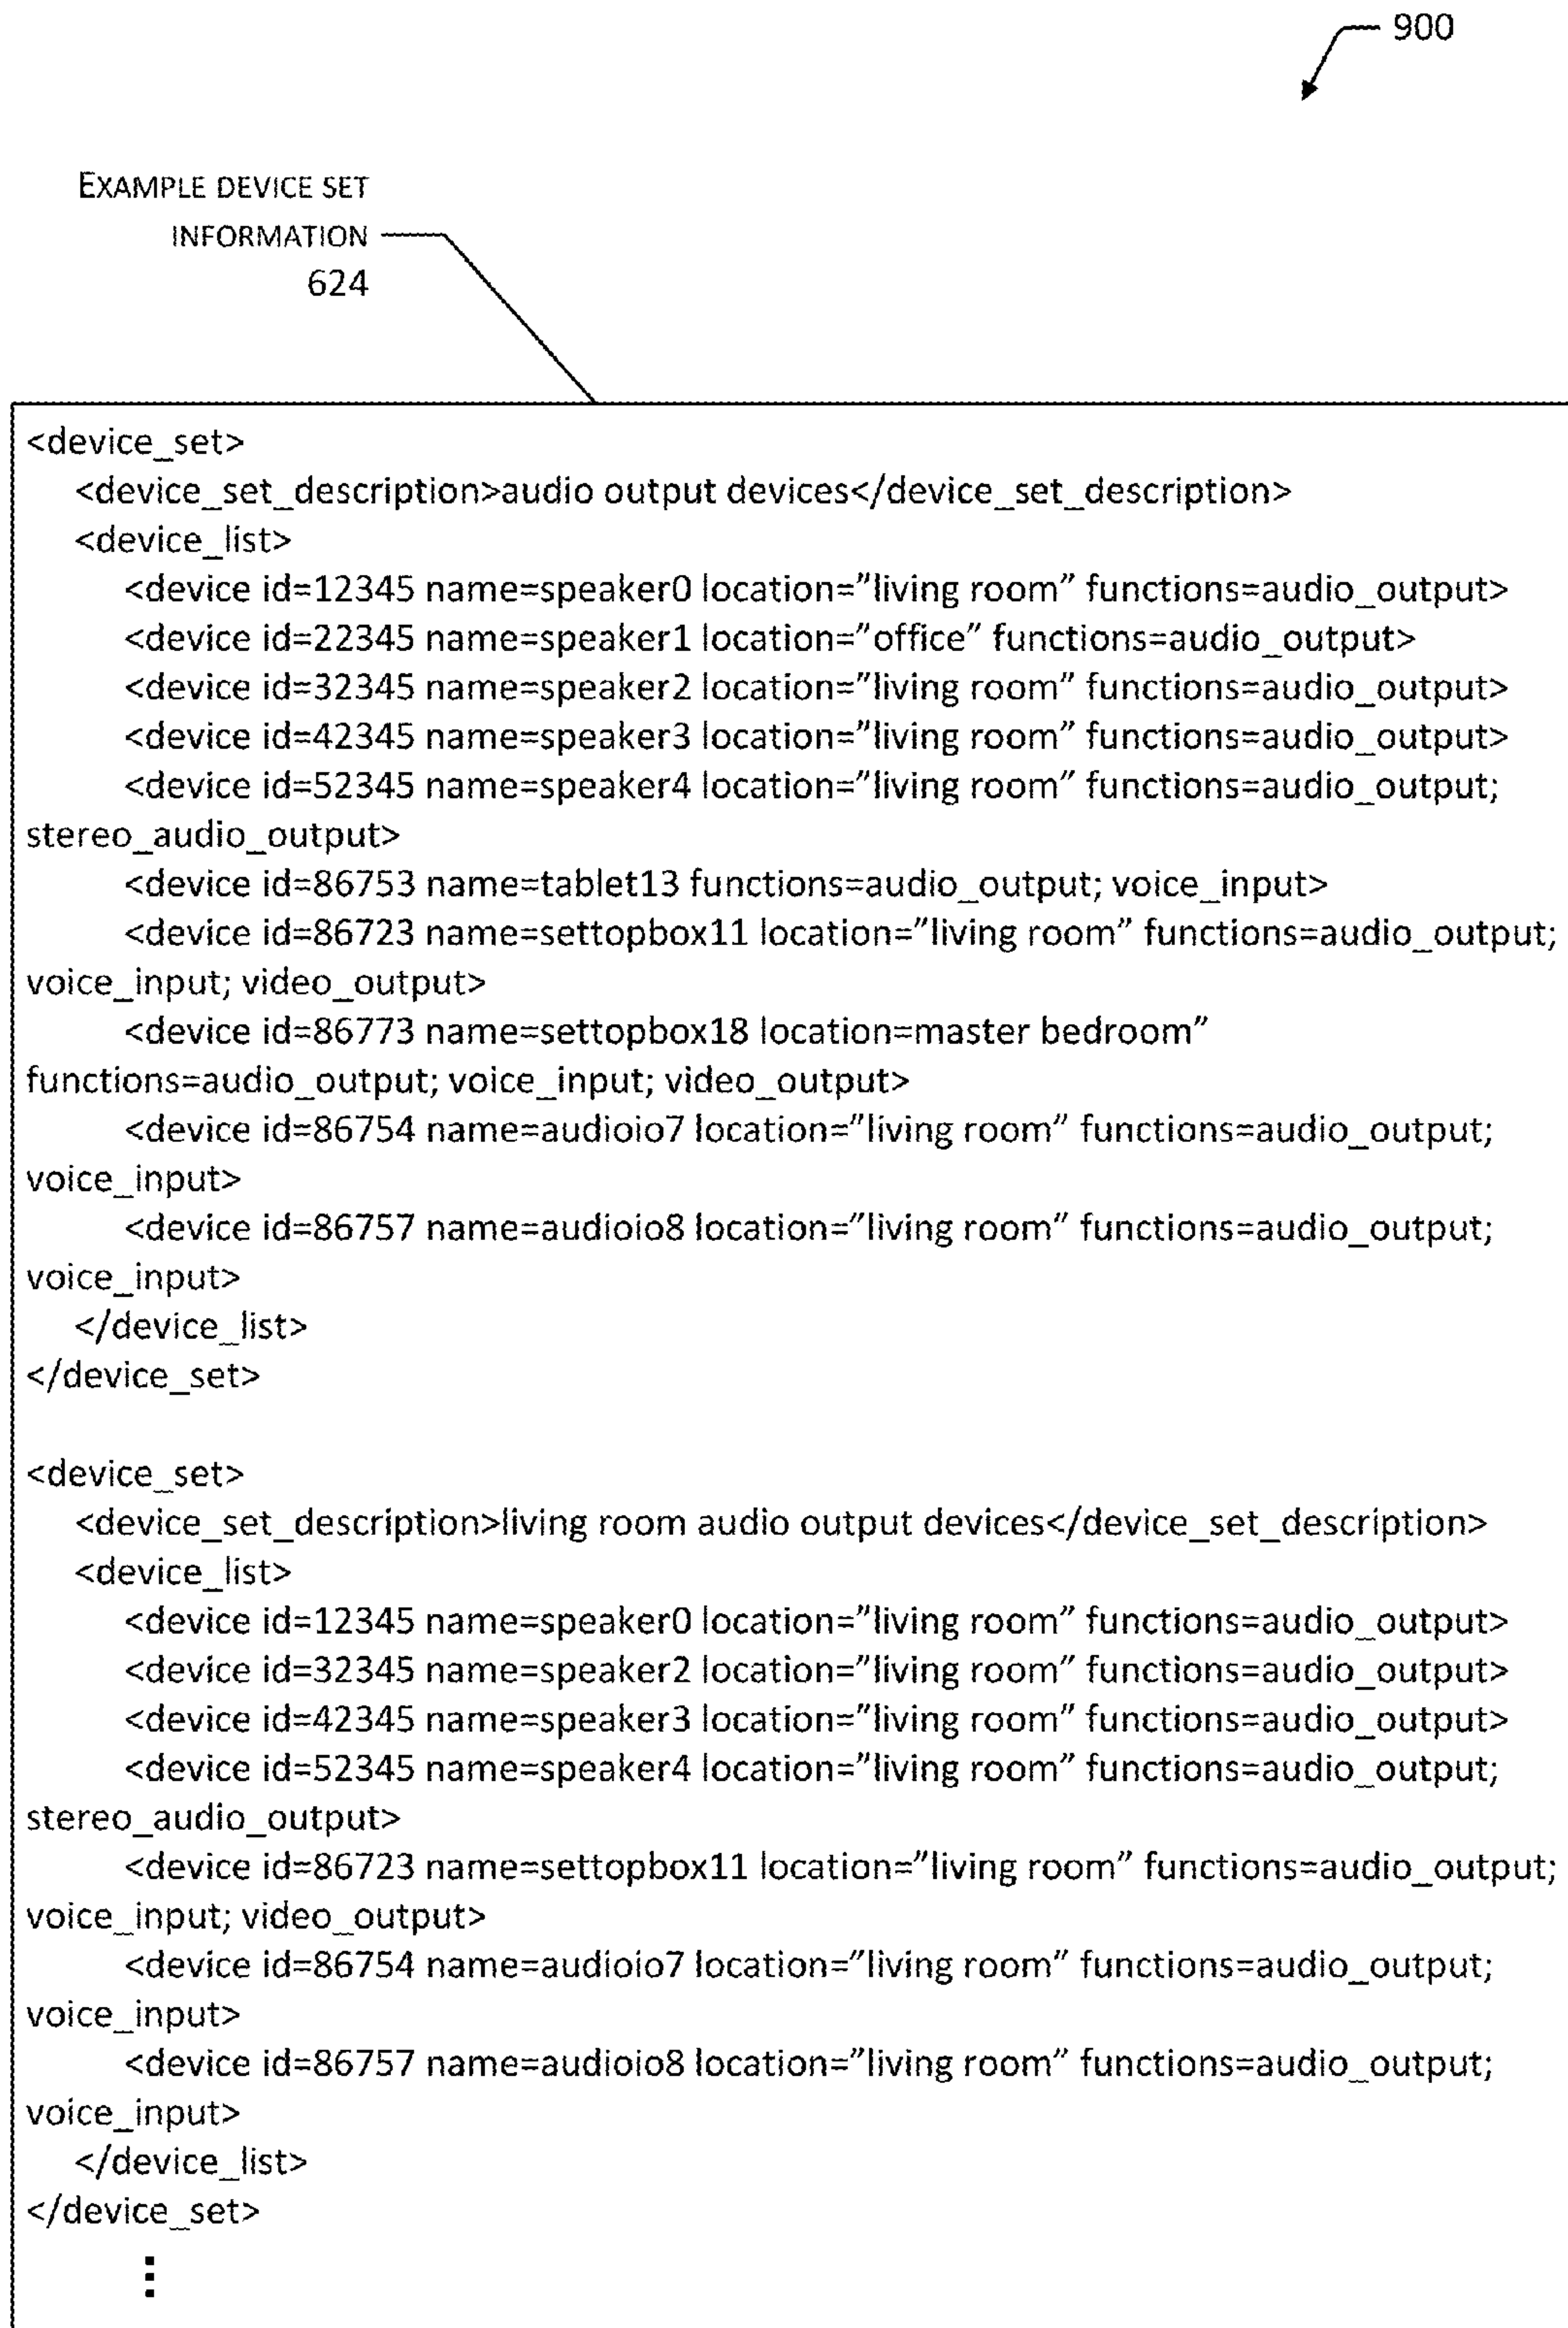 900
EXAMPLE DEVICE SET
INFORMATION
624
<device_set>
<device_set_description>audio output devices</device_set_description>
<device_list>
<device id=12345 name=speaker0 location=”living room” functions=audio_output>
<device id=22345 name=speaker1 location=”office” functions=audio_output>
<device id=32345 name=speaker2 location=”living room” functions=audio_output>
<device id=42345 name=speaker3 location=”living room” functions=audio_output>
<device id=52345 name=speaker4 location=”living room” functions=audio_output;
stereo_audio_output>
<device id=86753 name=tablet13 functions=audio_output; voice_input>
<device id=86723 name=settopbox11 location=”living room” functions=audio_output;
voice_input; video_output>
<device id=86773 name=settopbox18 location=master bedroom”
functions=audio_output; voice_input; video_output>
<device id=86754 name=audioio7 location=”living room” functions=audio_output;
voice_input>
<device id=86757 name=audioio8 location=”living room” functions=audio_output;
voice_input>
</device_list>
</device_set>
<device_set>
<device_set_description>living room audio output devices</device_set_description>
<device_list>
<device id=12345 name=speaker0 location=”living room” functions=audio_output>
<device id=32345 name=speaker2 location=”living room” functions=audio_output>
<device id=42345 name=speaker3 location=”living room” functions=audio_output>
<device id=52345 name=speaker4 location=”living room” functions=audio_output;
stereo_audio_output>
<device id=86723 name=settopbox11 location=”living room” functions=audio_output;
voice_input; video_output>
<device id=86754 name=audioio7 location=”living room” functions=audio_output;
voice_input>
<device id=86757 name=audioio8 location=”living room” functions=audio_output;
voice_input>
</device_list>
</device_set>
⋮